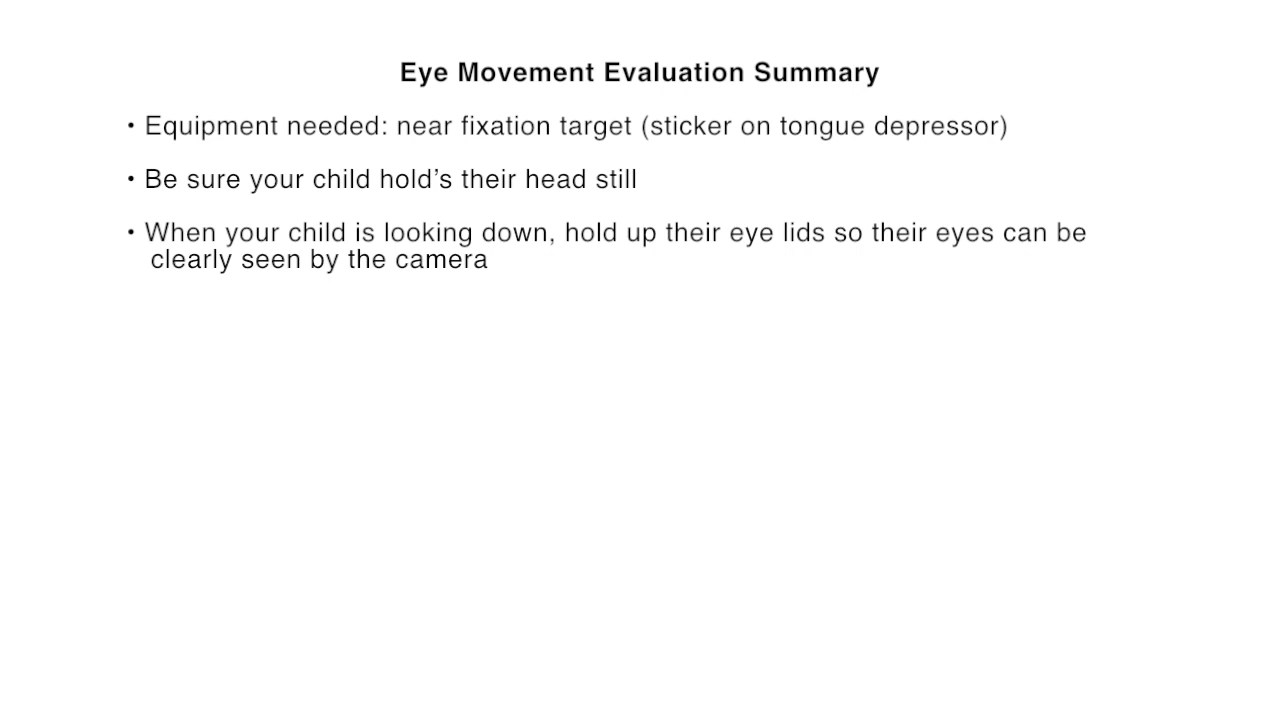 Eye Movement Evaluation Summary
• Equipment needed: near fixation target (sticker on tongue depressor)
• Be sure your child hold’s their head still
• When your child is looking down, hold up their eye lids so their eyes can be
clearly seen by the camera